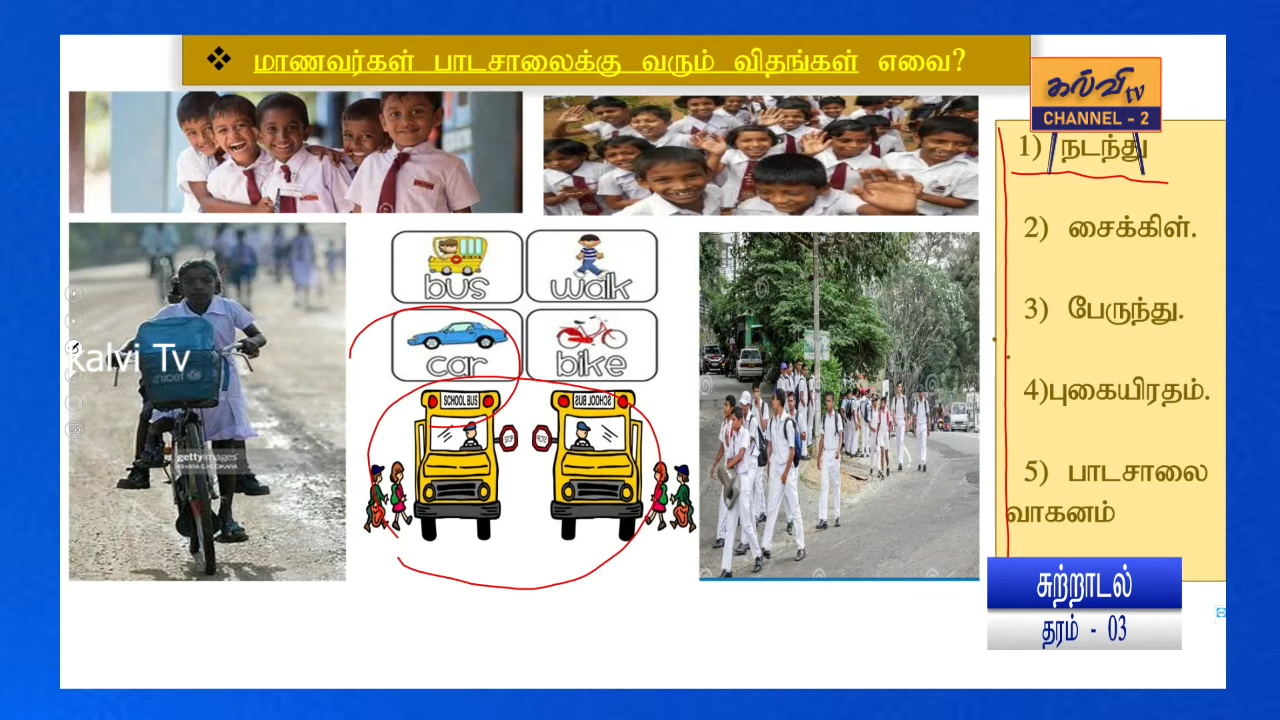 ❖ மாணவர்கள் பாடசாலைக்கு வரும் விதங்கள் எவை?
கல்வி tv
CHANNEL - 2
1) நடந்து
2) சைக்கிள்.
3) பேருந்து.
4)புகையிரதம்.
5) பாடசாலை
வாகனம்
bus
walk
car
bike
SCHOOL BUS
SCHOOL BUS
STOP
STOP
Kalvi Tv
unicef
gettyimages
சுற்றாடல்
தரம் - 03